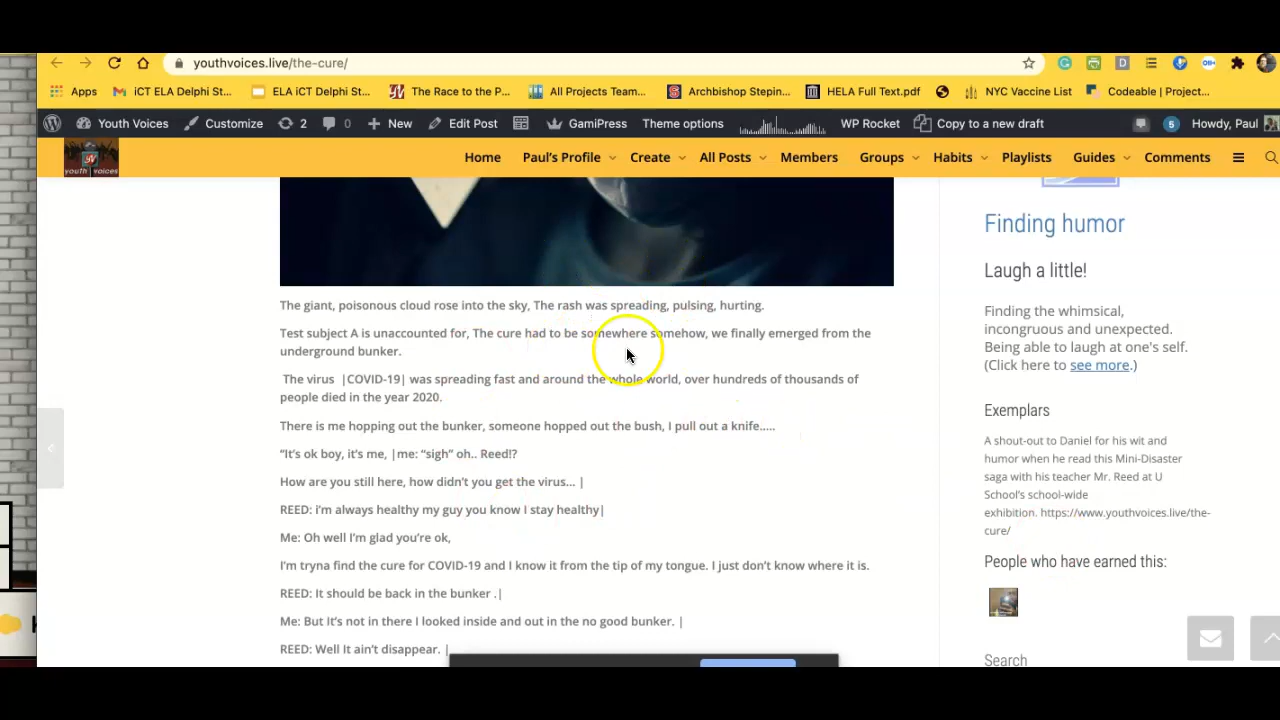 youthvoices.live/the-cure/
Apps iCT ELA Delphi St... ELA iCT Delphi St... The Race to the P... All Projects Team... Archbishop Stepin... HELA Full Text.pdf NYC Vaccine List Codeable | Project...
Youth Voices Customize 2 0 New Edit Post GamiPress Theme options WP Rocket Copy to a new draft 5 Howdy, Paul
youth voices Home Paul's Profile Create All Posts Members Groups Habits Playlists Guides Comments
The giant, poisonous cloud rose into the sky, The rash was spreading, pulsing, hurting.
Test subject A is unaccounted for, The cure had to be somewhere somehow, we finally emerged from the
underground bunker.
The virus |COVID-19| was spreading fast and around the whole world, over hundreds of thousands of
people died in the year 2020.
There is me hopping out the bunker, someone hopped out the bush, I pull out a knife.....
“It's ok boy, it's me, |me: “sigh” oh.. Reed!?
How are you still here, how didn't you get the virus... |
REED: i'm always healthy my guy you know I stay healthy|
Me: Oh well I'm glad you're ok,
I'm tryna find the cure for COVID-19 and I know it from the tip of my tongue. I just don't know where it is.
REED: It should be back in the bunker .|
Me: But It's not in there I looked inside and out in the no good bunker. |
REED: Well It ain't disappear. |
Finding humor
Laugh a little!
Finding the whimsical,
incongruous and unexpected.
Being able to laugh at one's self.
(Click here to see more.)
Exemplars
A shout-out to Daniel for his wit and
humor when he read this Mini-Disaster
saga with his teacher Mr. Reed at U
School's school-wide
exhibition. https://www.youthvoices.live/the-
cure/
People who have earned this:
Search